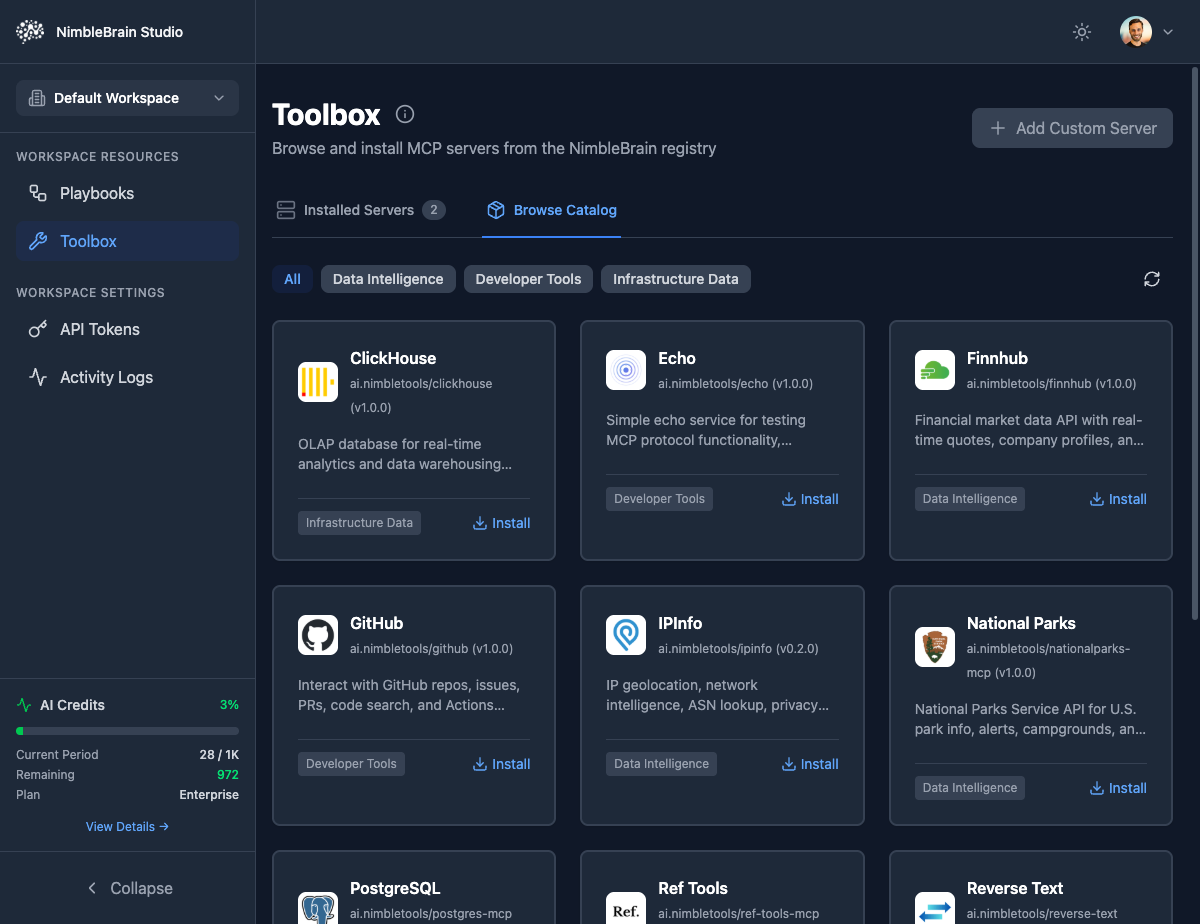 NimbleBrain Studio
Default Workspace
WORKSPACE RESOURCES
Playbooks
Toolbox
WORKSPACE SETTINGS
API Tokens
Activity Logs
AI Credits 3%
Current Period 28 / 1K
Remaining 972
Plan Enterprise
View Details →
Collapse
Toolbox
Browse and install MCP servers from the NimbleBrain registry
Add Custom Server
Installed Servers 2
Browse Catalog
All
Data Intelligence
Developer Tools
Infrastructure Data
ClickHouse
ai.nimbletools/clickhouse
(v1.0.0)
OLAP database for real-time
analytics and data warehousing...
Infrastructure Data
Install
Echo
ai.nimbletools/echo (v1.0.0)
Simple echo service for testing
MCP protocol functionality,...
Developer Tools
Install
Finnhub
ai.nimbletools/finnhub (v1.0.0)
Financial market data API with real-
time quotes, company profiles, an...
Data Intelligence
Install
GitHub
ai.nimbletools/github (v1.0.0)
Interact with GitHub repos, issues,
PRs, code search, and Actions...
Developer Tools
Install
IPInfo
ai.nimbletools/ipinfo (v0.2.0)
IP geolocation, network
intelligence, ASN lookup, privacy...
Data Intelligence
Install
National Parks
ai.nimbletools/nationalparks-
mcp (v1.0.0)
National Parks Service API for U.S.
park info, alerts, campgrounds, an...
Data Intelligence
Install
PostgreSQL
ai.nimbletools/postgres-mcp
Ref.
Ref Tools
ai.nimbletools/ref-tools-mcp
Reverse Text
ai.nimbletools/reverse-text